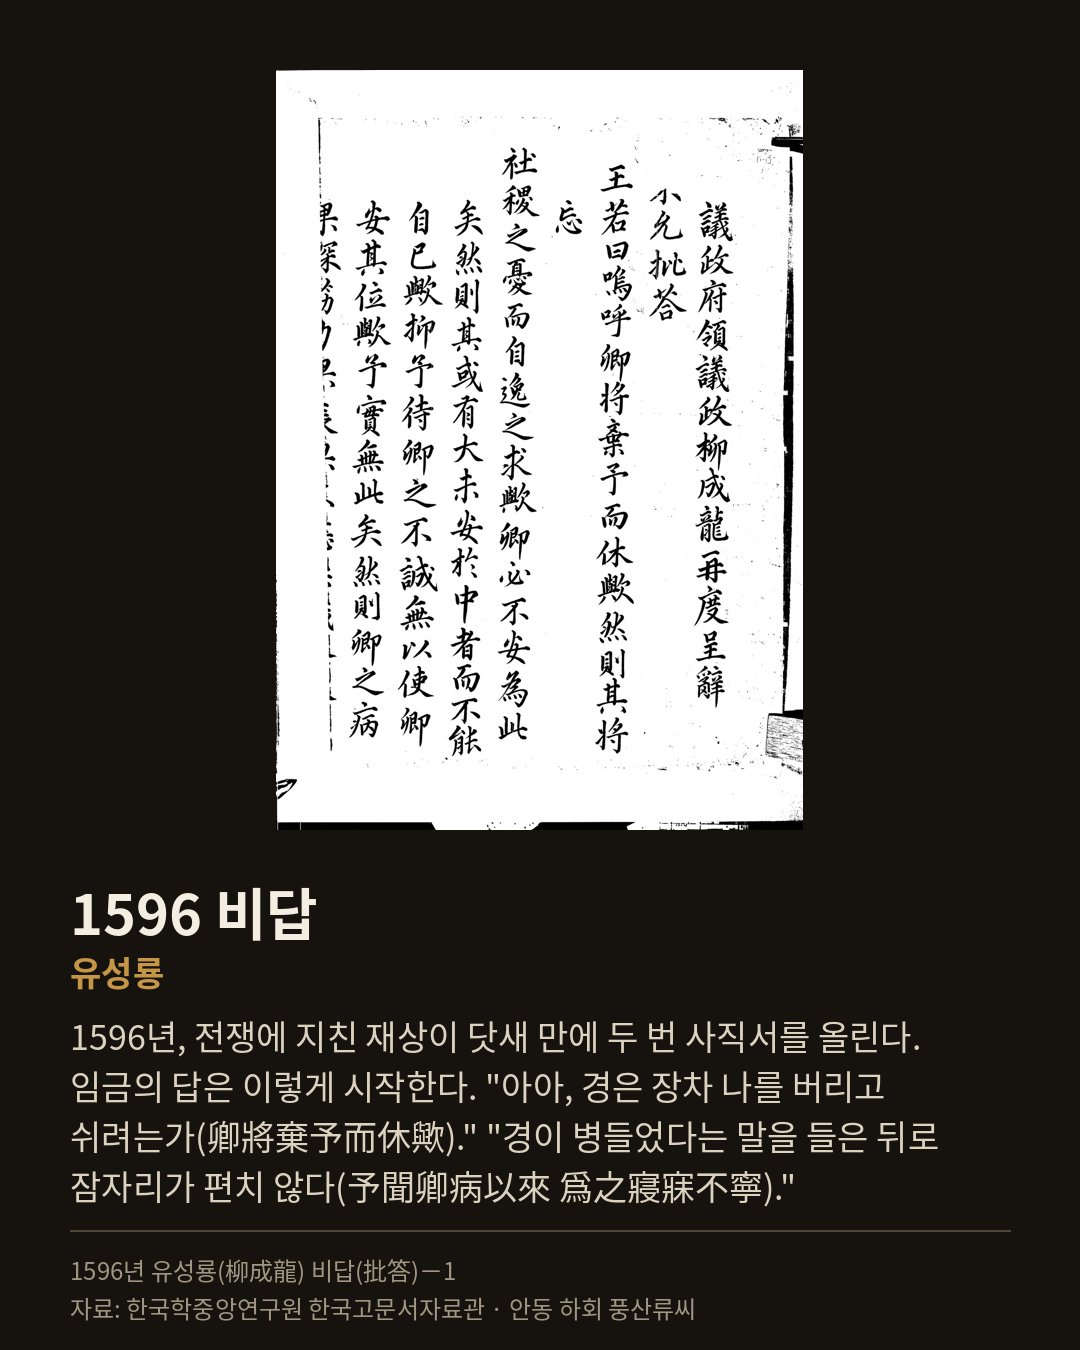 議政府領議政柳成龍再度呈辭
不允批荅
王若曰嗚呼卿将棄予而休歟然則其将
忘
社稷之憂而自逸之求歟卿必不安為此
矣然則其或有大未安於中者而不能
自已歟抑予待卿之不誠無以使卿
安其位歟予實無此矣然則卿之病
果深
1596 비답
유성룡
1596년, 전쟁에 지친 재상이 닷새 만에 두 번 사직서를 올린다.
임금의 답은 이렇게 시작한다. "아아, 경은 장차 나를 버리고
쉬려는가(卿將棄予而休歟)." "경이 병들었다는 말을 들은 뒤로
잠자리가 편치 않다(予聞卿病以來 爲之寢寐不寧)."
1596년 유성룡(柳成龍) 비답(批答)－1
자료: 한국학중앙연구원 한국고문서자료관 · 안동 하회 풍산류씨